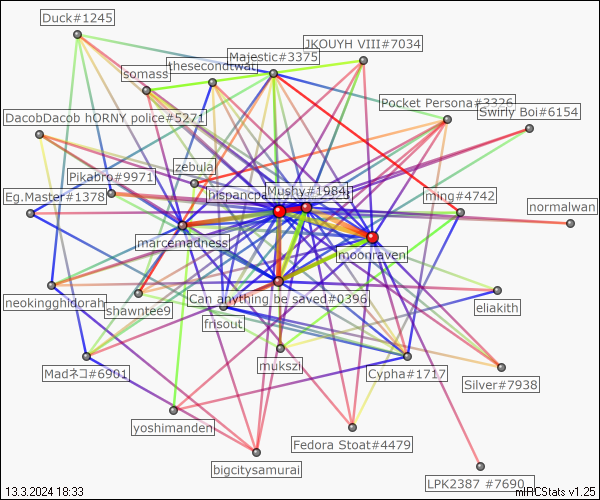 Duck#1245
JKOUYH VIII#7034
Majestic#3375
thesecondtwat
somass
Pocket Persona#3326
Swirly Boi#6154
DacobDacob hORNY police#5271
zebula
Pikabro#9971
Mushy#1984
Eg.Master#1378
ming#4742
normalwan
marcemadness
moonraven
Can anything be saved#0396
neokingghidorah
shawntee9
frisout
eliakith
mukszi
Madネコ#6901
Cypha#1717
Silver#7938
yoshimanden
Fedora Stoat#4479
bigcitysamurai
LPK2387 #7690
13.3.2024 18:33
mIRCStats v1.25